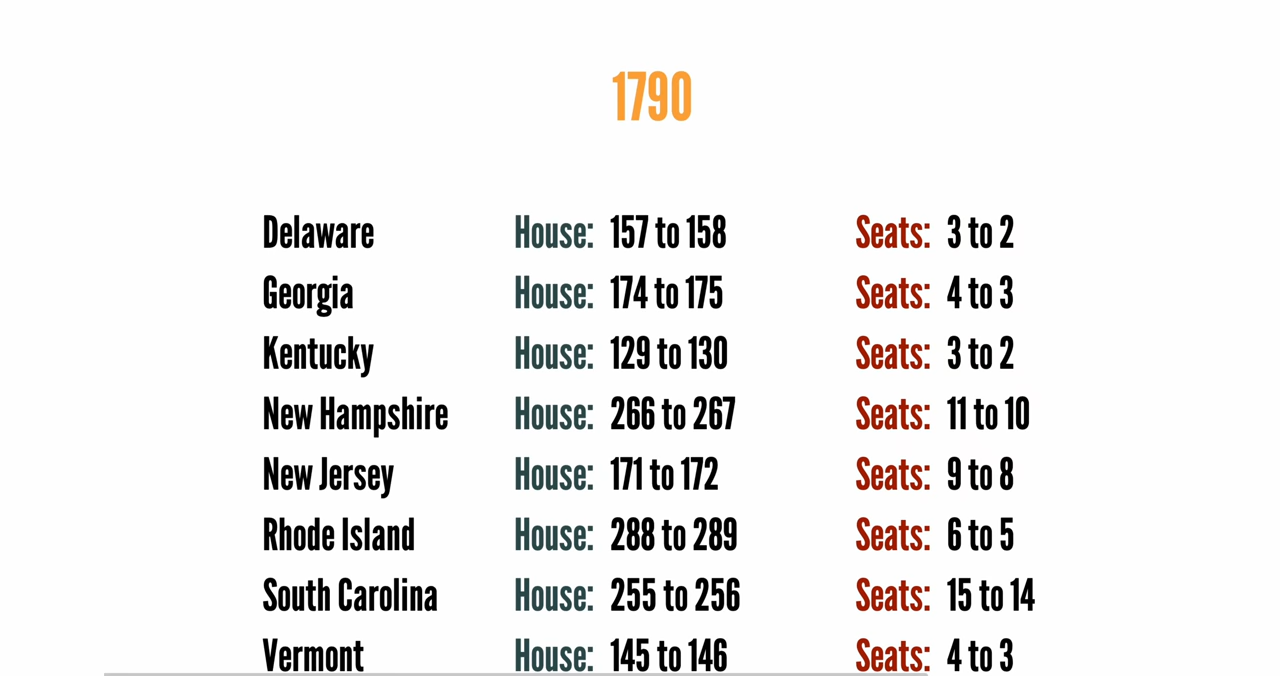 1790
Delaware House: 157 to 158 Seats: 3 to 2
Georgia House: 174 to 175 Seats: 4 to 3
Kentucky House: 129 to 130 Seats: 3 to 2
New Hampshire House: 266 to 267 Seats: 11 to 10
New Jersey House: 171 to 172 Seats: 9 to 8
Rhode Island House: 288 to 289 Seats: 6 to 5
South Carolina House: 255 to 256 Seats: 15 to 14
Vermont House: 145 to 146 Seats: 4 to 3